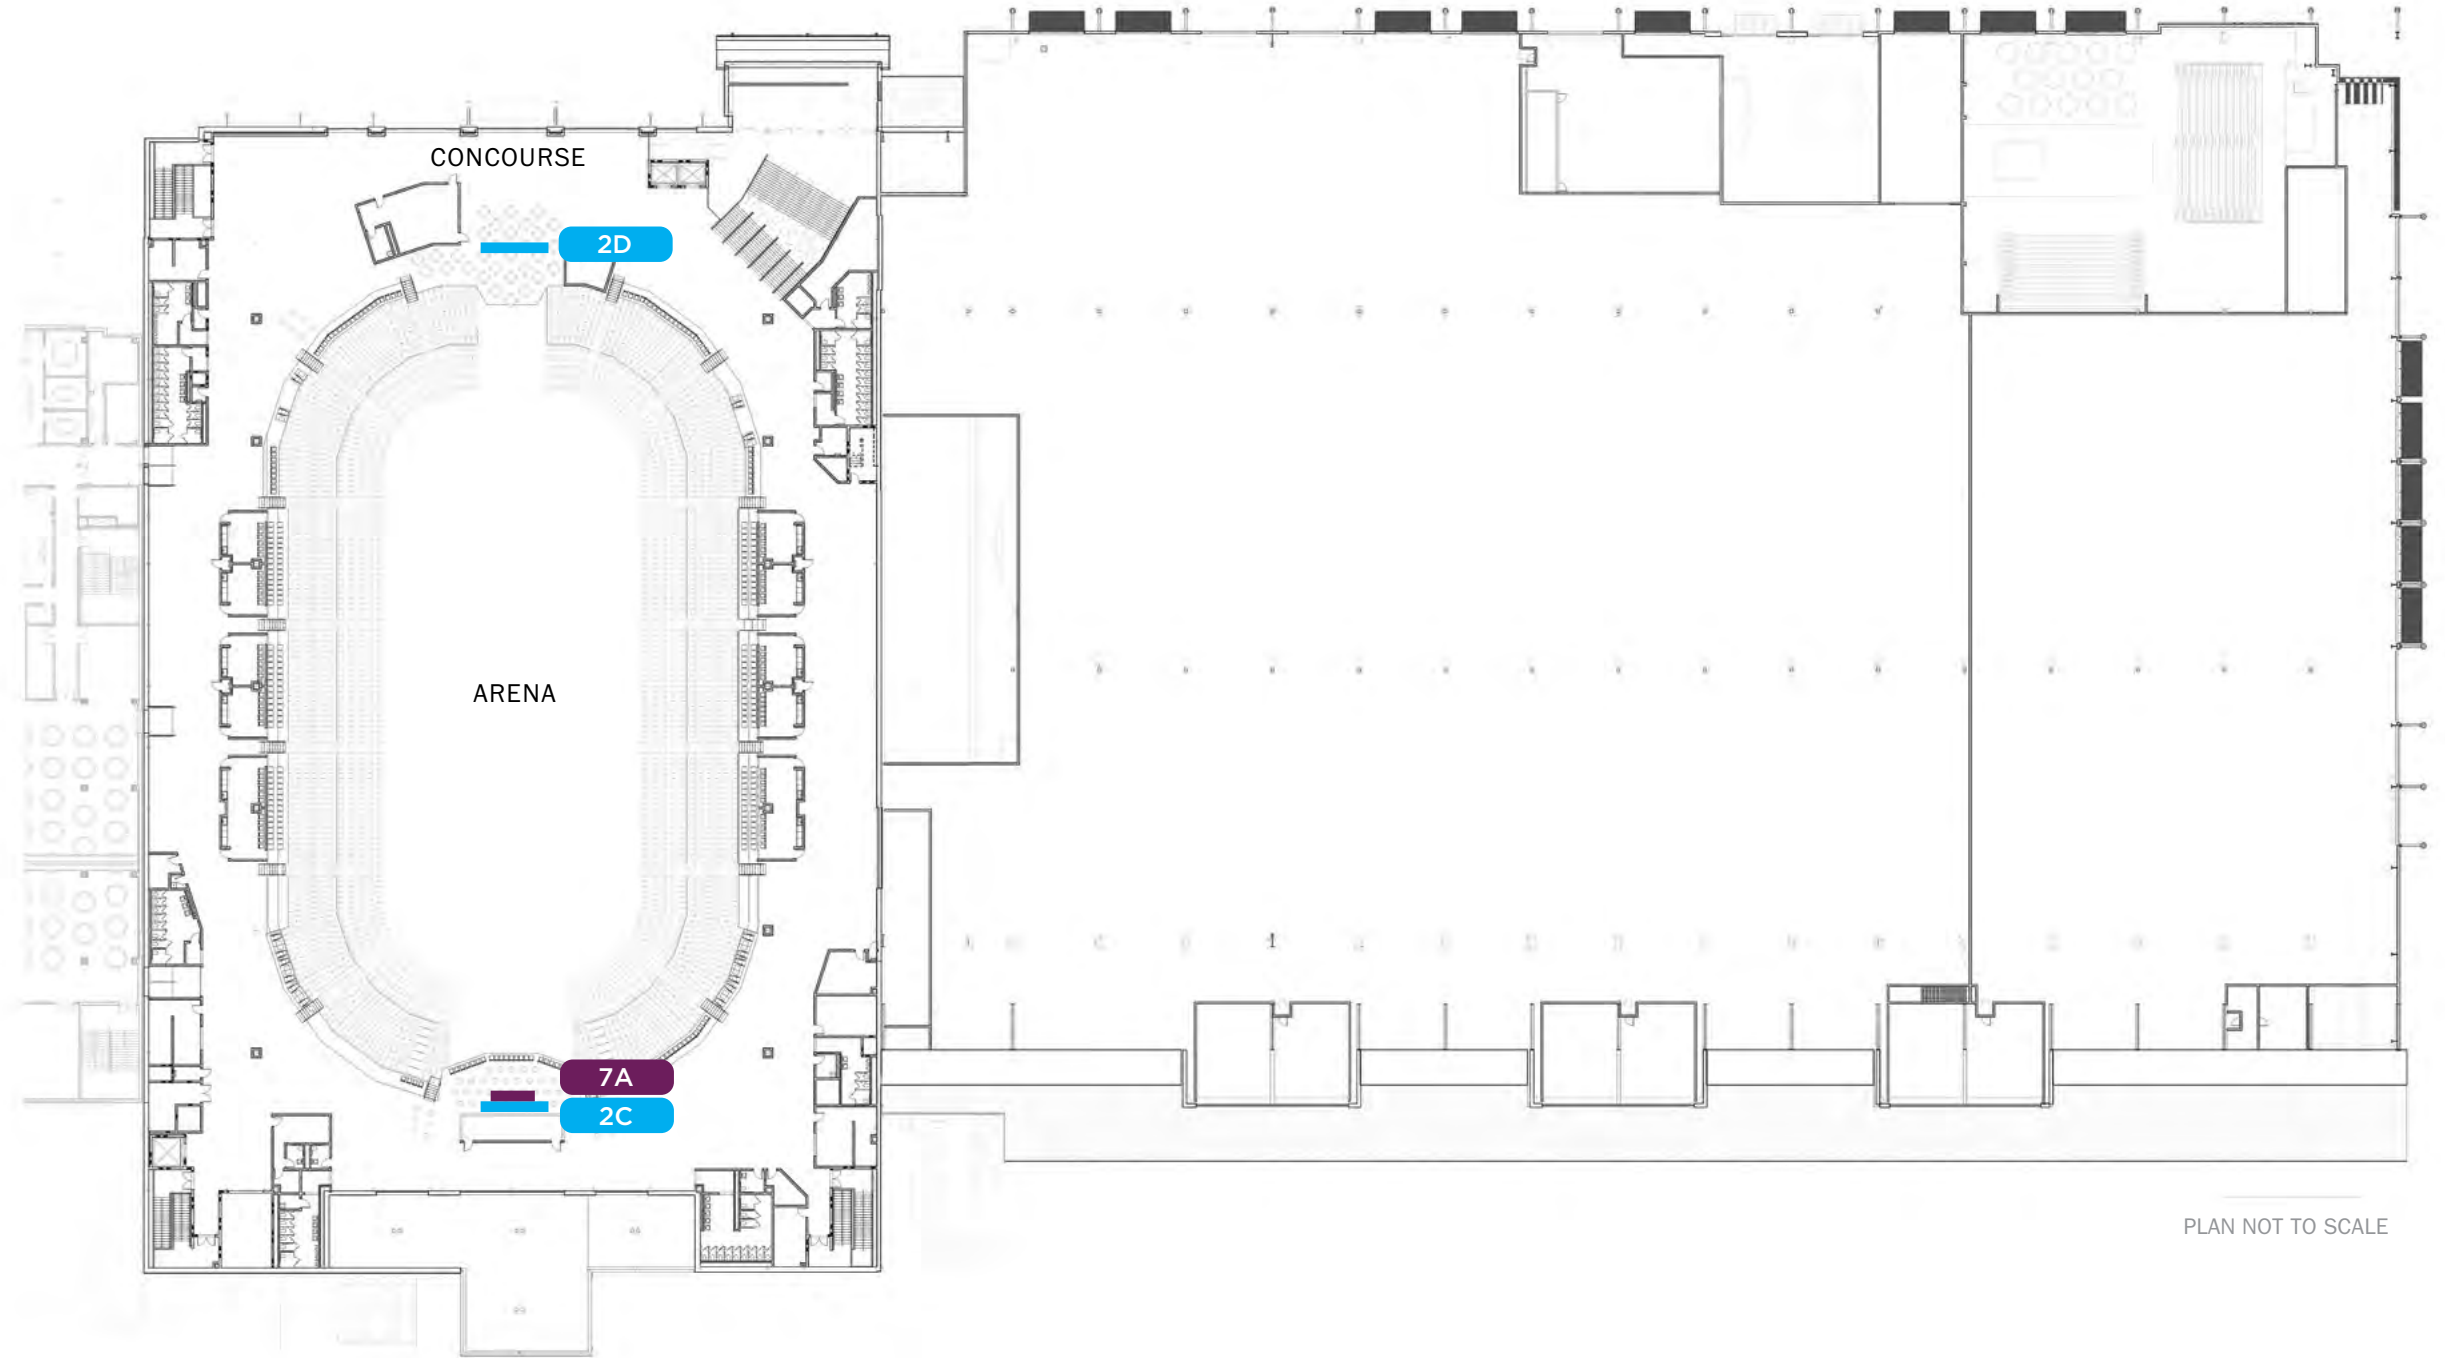 CONCOURSE
2D
ARENA
7A
2C
PLAN NOT TO SCALE